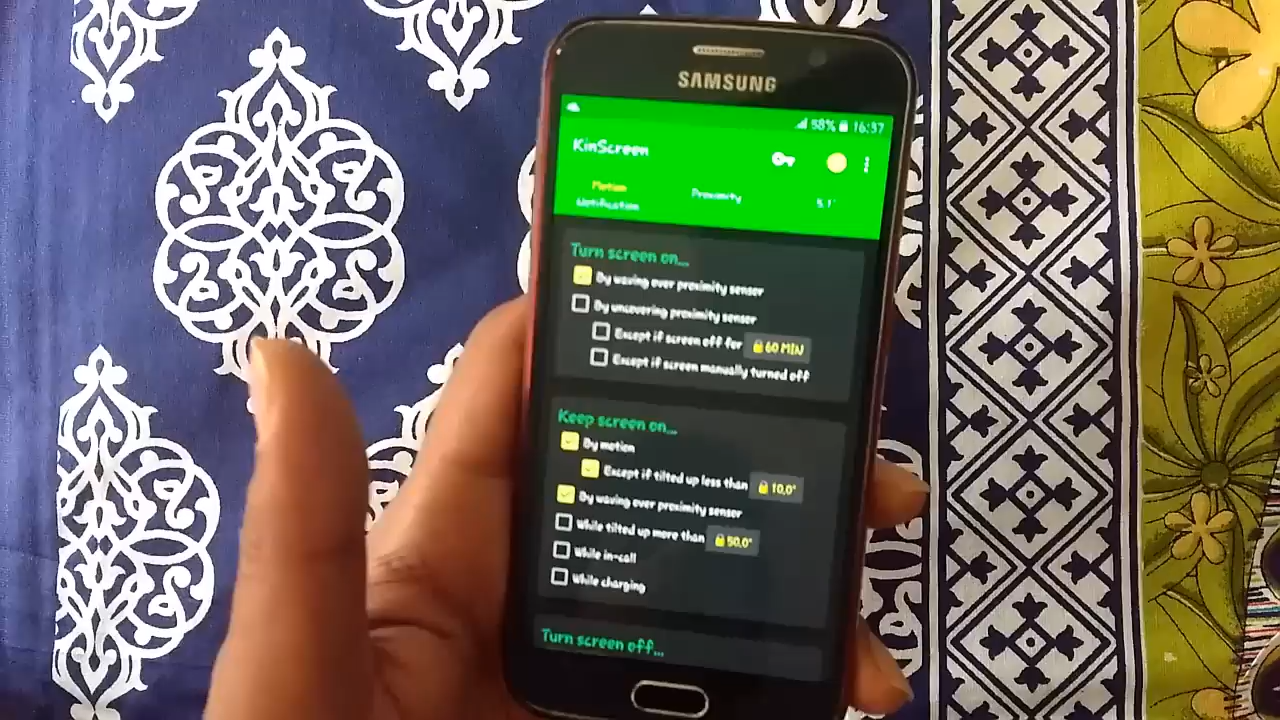 SAMSUNG
58% 16:37
KinScreen
Motion Proximity 5.1°
Notification
Turn screen on...
By waving over proximity sensor
By uncovering proximity sensor
Except if screen off for 60 MIN
Except if screen manually turned off
Keep screen on...
By motion
Except if tilted up less than 10,0°
By waving over proximity sensor
While tilted up more than 50,0°
While in-call
While charging
Turn screen off...